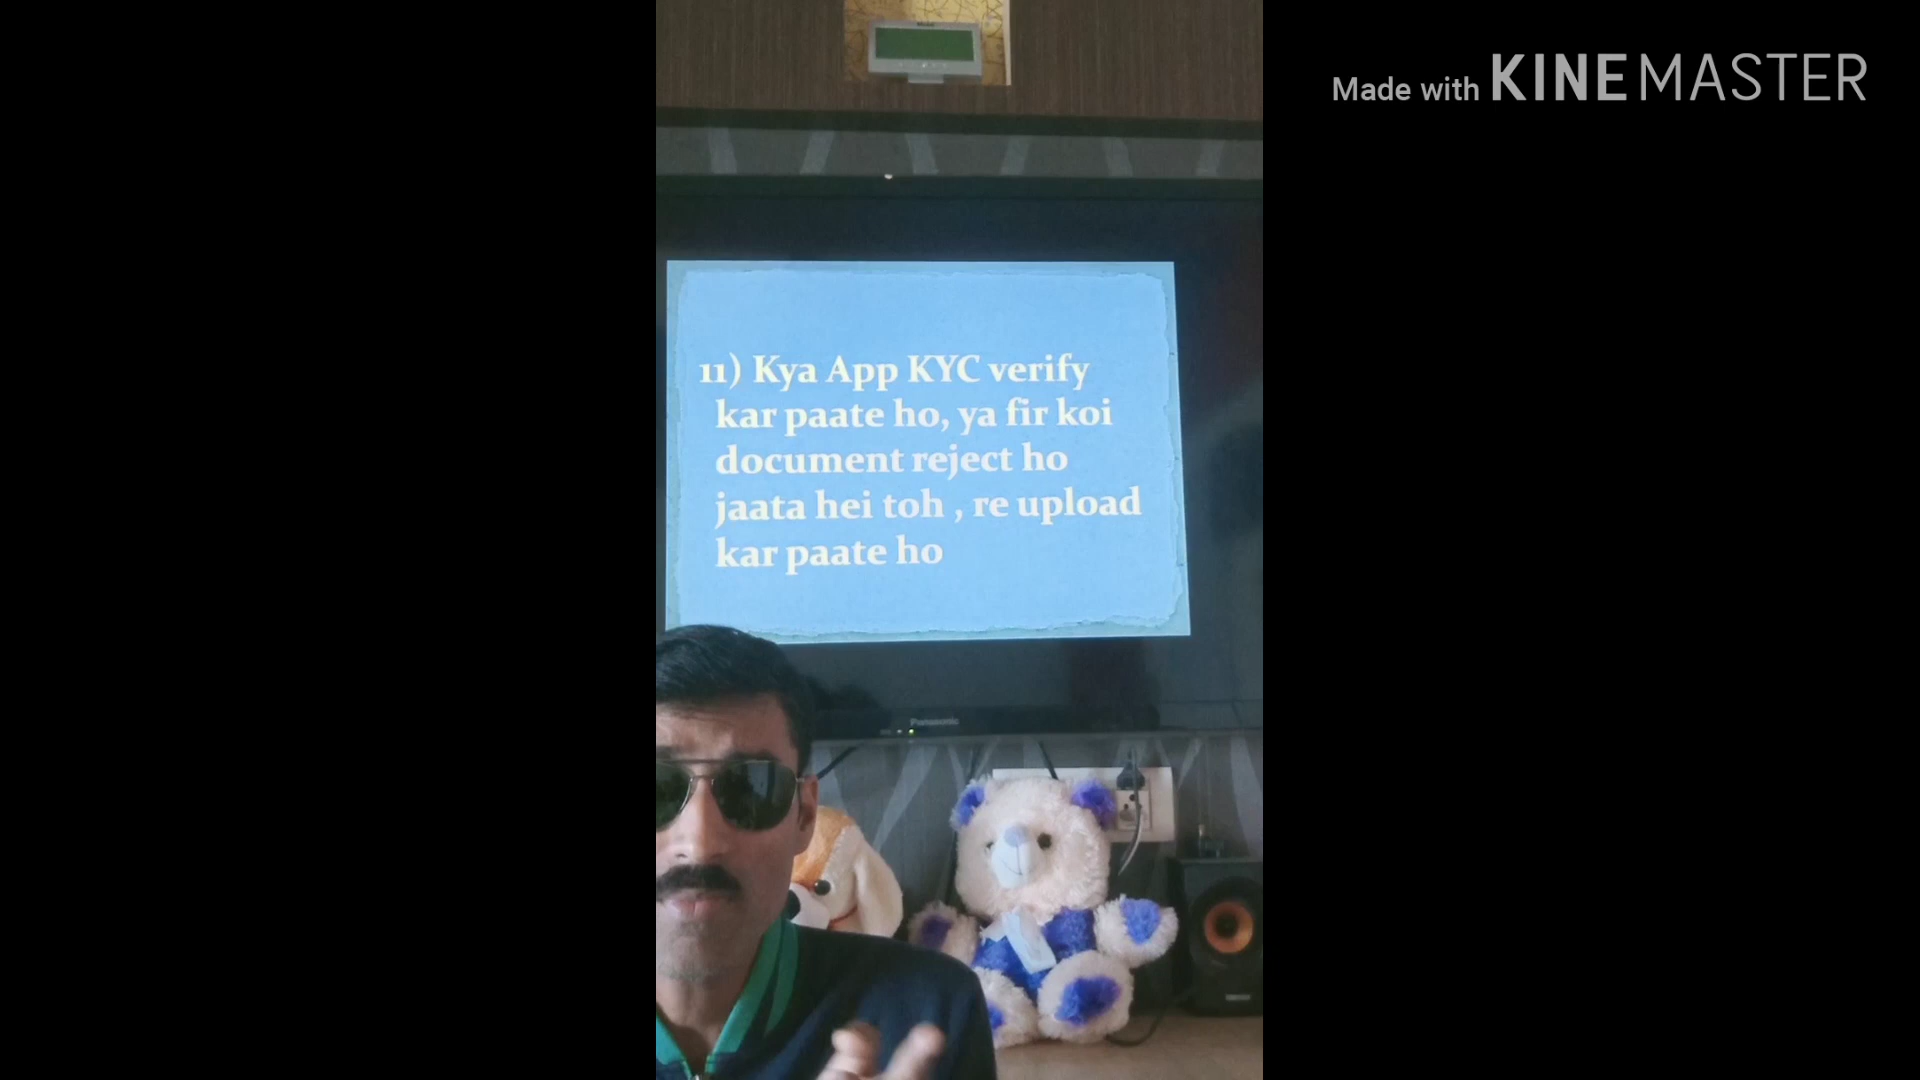 Made with KINEMASTER
11) Kya App KYC verify
kar paate ho, ya fir koi
document reject ho
jaata hei toh , re upload
kar paate ho
Panasonic